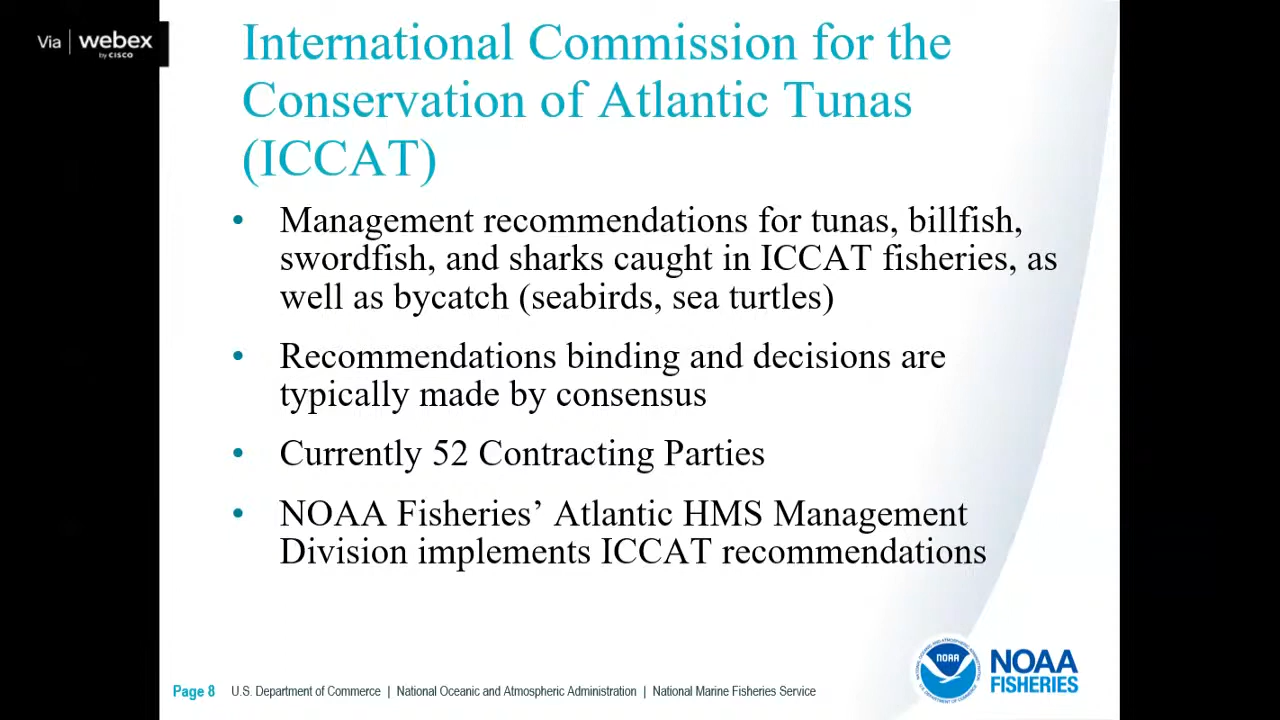 Via | webex
by CISCO
International Commission for the
Conservation of Atlantic Tunas
(ICCAT)
• Management recommendations for tunas, billfish,
swordfish, and sharks caught in ICCAT fisheries, as
well as bycatch (seabirds, sea turtles)
• Recommendations binding and decisions are
typically made by consensus
• Currently 52 Contracting Parties
• NOAA Fisheries’ Atlantic HMS Management
Division implements ICCAT recommendations
NOAA
NOAA
FISHERIES
Page 8 U.S. Department of Commerce | National Oceanic and Atmospheric Administration | National Marine Fisheries Service